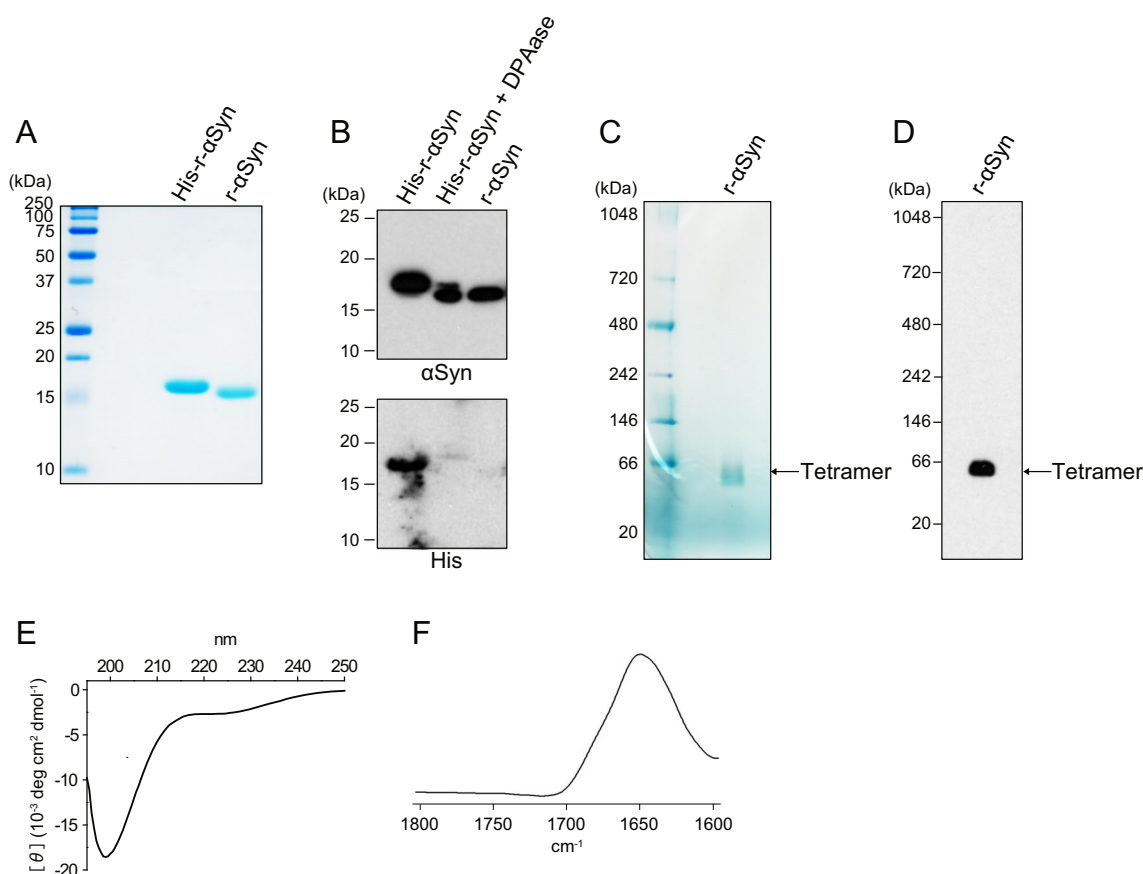 A
(kDa)
His-r-αSyn
r-αSyn
250
100
75
50
37
25
20
15
10
B
(kDa)
His-r-αSyn
His-r-αSyn + DPAase
r-αSyn
25
20
15
10
αSyn
25
20
15
10
His
C
(kDa)
r-αSyn
1048
720
480
242
146
66
20
Tetramer
D
(kDa)
r-αSyn
1048
720
480
242
146
66
20
Tetramer
E
nm
200 210 220 230 240 250
0
-5
-10
-15
-20
[θ] (10⁻³ deg cm² dmol⁻¹)
F
1800 1750 1700 1650 1600
cm⁻¹